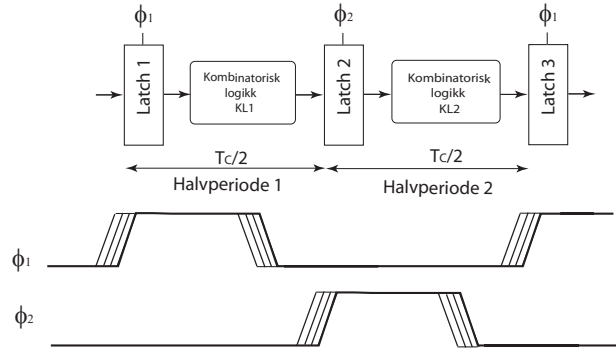 ϕ1 ϕ2 ϕ1
Latch 1
Kombinatorisk
logikk
KL1
Latch 2
Kombinatorisk
logikk
KL2
Latch 3
TC/2 TC/2
Halvperiode 1 Halvperiode 2
ϕ1
ϕ2